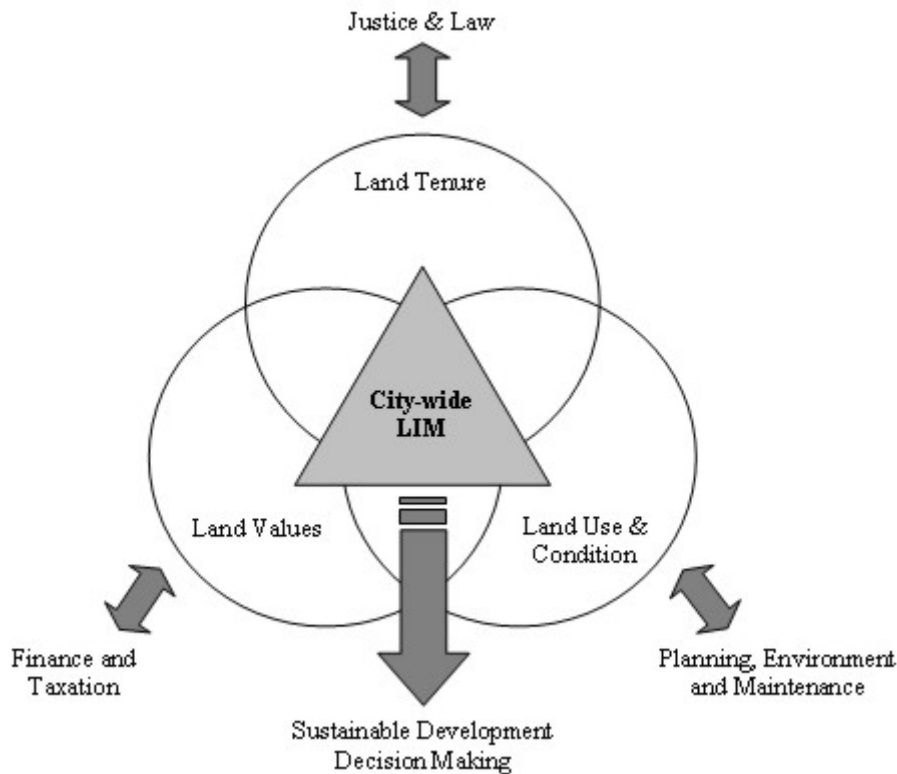 Justice & Law
Land Tenure
City-wide
LIM
Land Values
Land Use &
Condition
Finance and
Taxation
Planning, Environment
and Maintenance
Sustainable Development
Decision Making